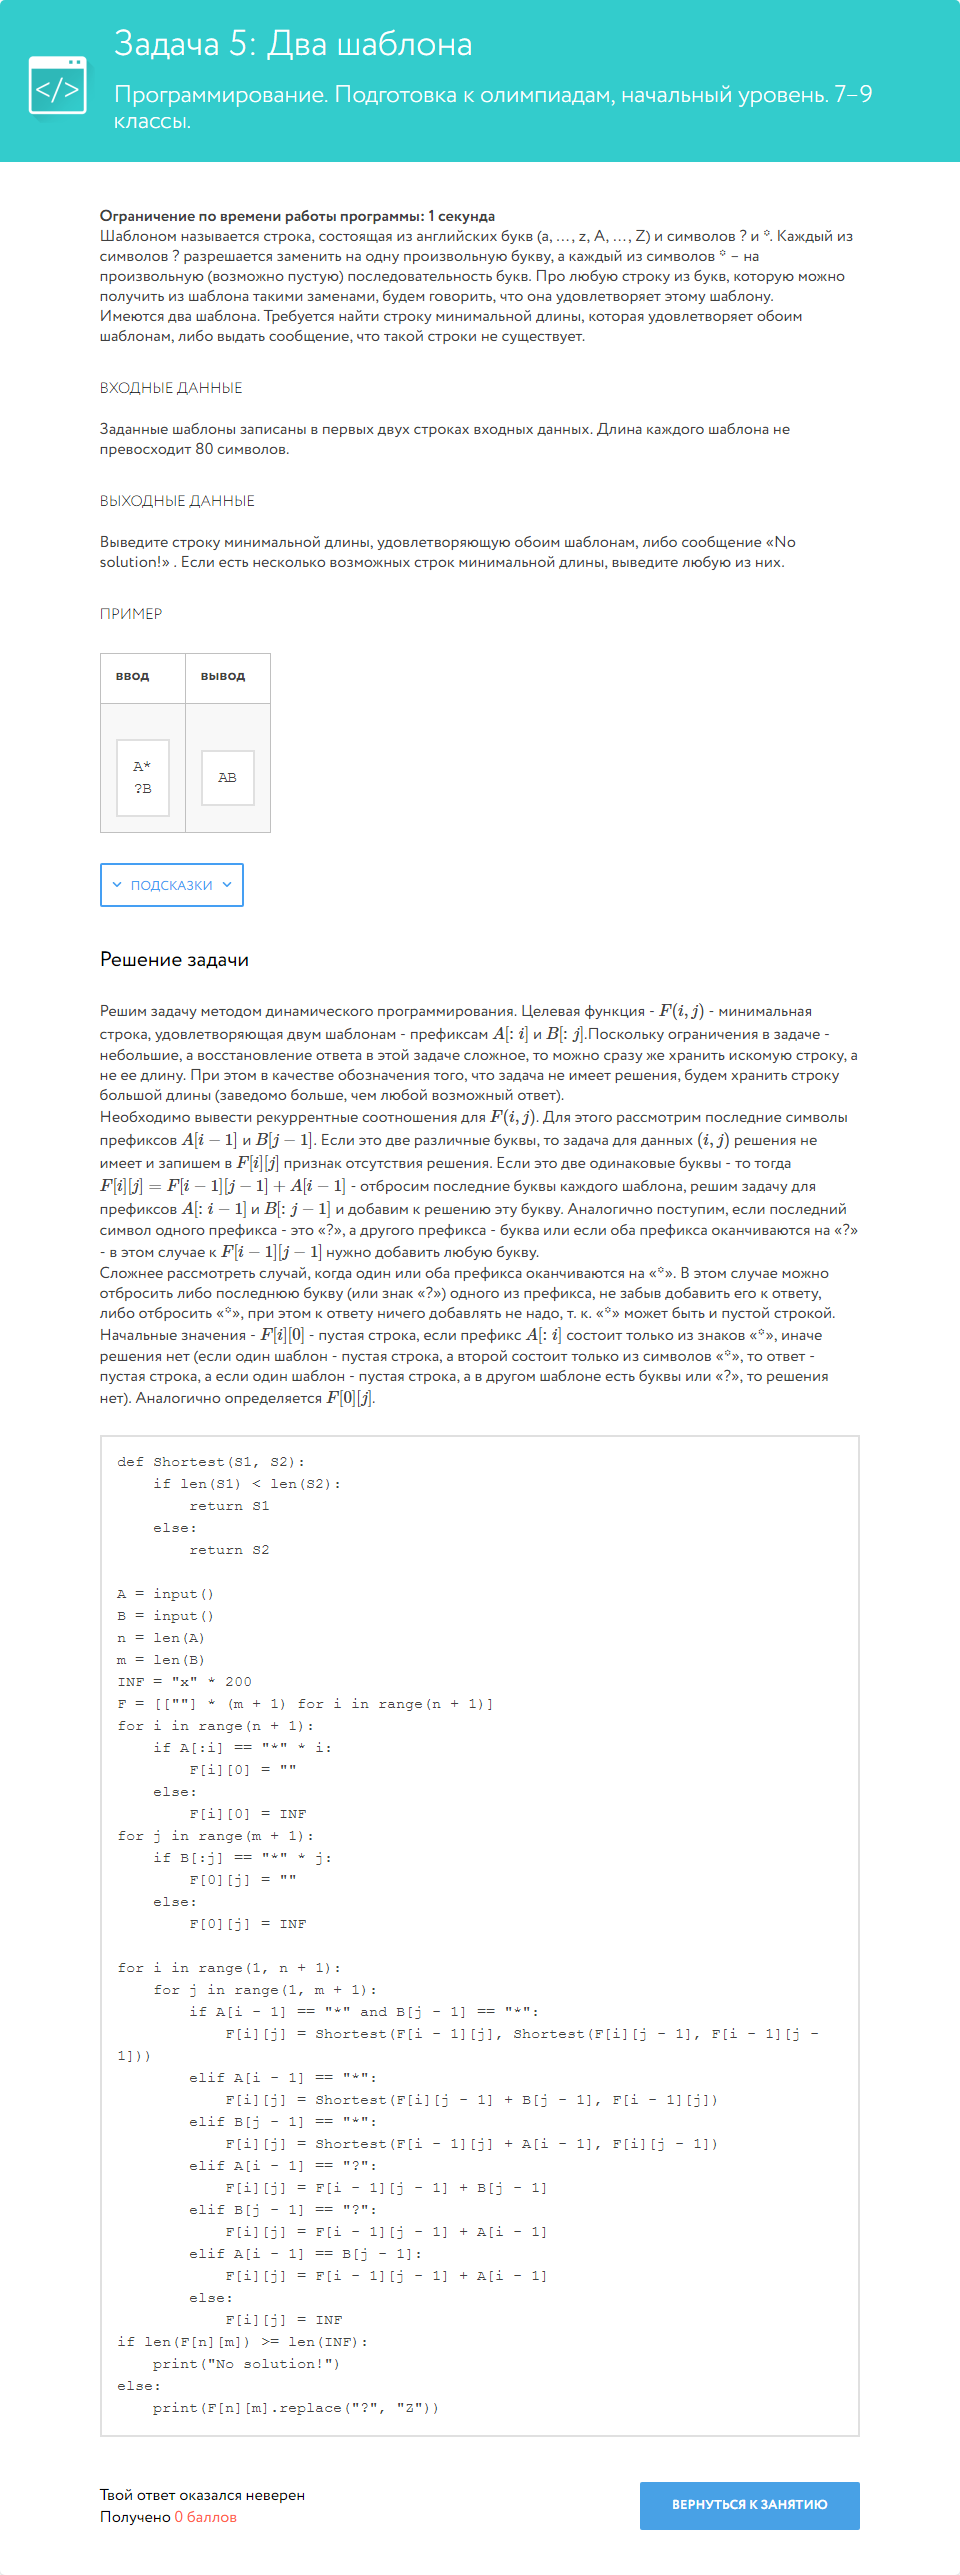 Задача 5: Два шаблона
</>
Программирование. Подготовка к олимпиадам, начальный уровень. 7–9
классы.
Ограничение по времени работы программы: 1 секунда
Шаблоном называется строка, состоящая из английских букв (a, …, z, A, …, Z) и символов ? и *. Каждый из
символов ? разрешается заменить на одну произвольную букву, а каждый из символов * – на
произвольную (возможно пустую) последовательность букв. Про любую строку из букв, которую можно
получить из шаблона такими заменами, будем говорить, что она удовлетворяет этому шаблону.
Имеются два шаблона. Требуется найти строку минимальной длины, которая удовлетворяет обоим
шаблонам, либо выдать сообщение, что такой строки не существует.
ВХОДНЫЕ ДАННЫЕ
Заданные шаблоны записаны в первых двух строках входных данных. Длина каждого шаблона не
превосходит 80 символов.
ВЫХОДНЫЕ ДАННЫЕ
Выведите строку минимальной длины, удовлетворяющую обоим шаблонам, либо сообщение «No
solution!» . Если есть несколько возможных строк минимальной длины, выведите любую из них.
ПРИМЕР
ввод вывод
A*
?B
AB
ПОДСКАЗКИ
Решение задачи
Решим задачу методом динамического программирования. Целевая функция - F(i, j) - минимальная
строка, удовлетворяющая двум шаблонам - префиксам A[: i] и B[: j].Поскольку ограничения в задаче -
небольшие, а восстановление ответа в этой задаче сложное, то можно сразу же хранить искомую строку, а
не ее длину. При этом в качестве обозначения того, что задача не имеет решения, будем хранить строку
большой длины (заведомо больше, чем любой возможный ответ).
Необходимо вывести рекуррентные соотношения для F(i, j). Для этого рассмотрим последние символы
префиксов A[i − 1] и B[j − 1]. Если это две различные буквы, то задача для данных (i, j) решения не
имеет и запишем в F[i][j] признак отсутствия решения. Если это две одинаковые буквы - то тогда
F[i][j] = F[i − 1][j − 1] + A[i − 1] - отбросим последние буквы каждого шаблона, решим задачу для
префиксов A[: i − 1] и B[: j − 1] и добавим к решению эту букву. Аналогично поступим, если последний
символ одного префикса - это «?», а другого префикса - буква или если оба префикса оканчиваются на «?»
- в этом случае к F[i − 1][j − 1] нужно добавить любую букву.
Сложнее рассмотреть случай, когда один или оба префикса оканчиваются на «*». В этом случае можно
отбросить либо последнюю букву (или знак «?») одного из префикса, не забыв добавить его к ответу,
либо отбросить «*», при этом к ответу ничего добавлять не надо, т. к. «*» может быть и пустой строкой.
Начальные значения - F[i][0] - пустая строка, если префикс A[: i] состоит только из знаков «*», иначе
решения нет (если один шаблон - пустая строка, а второй состоит только из символов «*», то ответ -
пустая строка, а если один шаблон - пустая строка, а в другом шаблоне есть буквы или «?», то решения
нет). Аналогично определяется F[0][j].
def Shortest(S1, S2):
    if len(S1) < len(S2):
        return S1
    else:
        return S2
A = input()
B = input()
n = len(A)
m = len(B)
INF = "x" * 200
F = [[""] * (m + 1) for i in range(n + 1)]
for i in range(n + 1):
    if A[:i] == "*" * i:
        F[i][0] = ""
    else:
        F[i][0] = INF
for j in range(m + 1):
    if B[:j] == "*" * j:
        F[0][j] = ""
    else:
        F[0][j] = INF
for i in range(1, n + 1):
    for j in range(1, m + 1):
        if A[i - 1] == "*" and B[j - 1] == "*":
            F[i][j] = Shortest(F[i - 1][j], Shortest(F[i][j - 1], F[i - 1][j -
1]))
        elif A[i - 1] == "*":
            F[i][j] = Shortest(F[i][j - 1] + B[j - 1], F[i - 1][j])
        elif B[j - 1] == "*":
            F[i][j] = Shortest(F[i - 1][j] + A[i - 1], F[i][j - 1])
        elif A[i - 1] == "?":
            F[i][j] = F[i - 1][j - 1] + B[j - 1]
        elif B[j - 1] == "?":
            F[i][j] = F[i - 1][j - 1] + A[i - 1]
        elif A[i - 1] == B[j - 1]:
            F[i][j] = F[i - 1][j - 1] + A[i - 1]
        else:
            F[i][j] = INF
if len(F[n][m]) >= len(INF):
    print("No solution!")
else:
    print(F[n][m].replace("?", "Z"))
Твой ответ оказался неверен
Получено 0 баллов
ВЕРНУТЬСЯ К ЗАНЯТИЮ